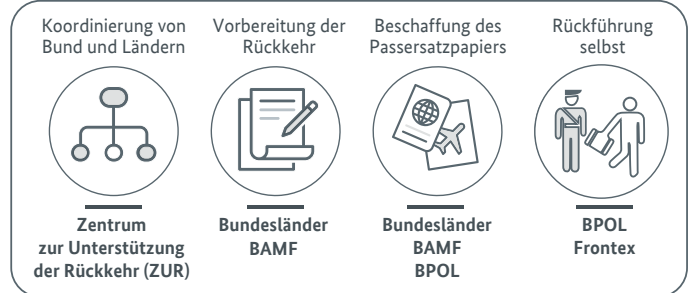 Koordinierung von
Bund und Ländern
Zentrum
zur Unterstützung
der Rückkehr (ZUR)
Vorbereitung der
Rückkehr
Bundesländer
BAMF
Beschaffung des
Passersatzpapiers
Bundesländer
BAMF
BPOL
Rückführung
selbst
BPOL
Frontex